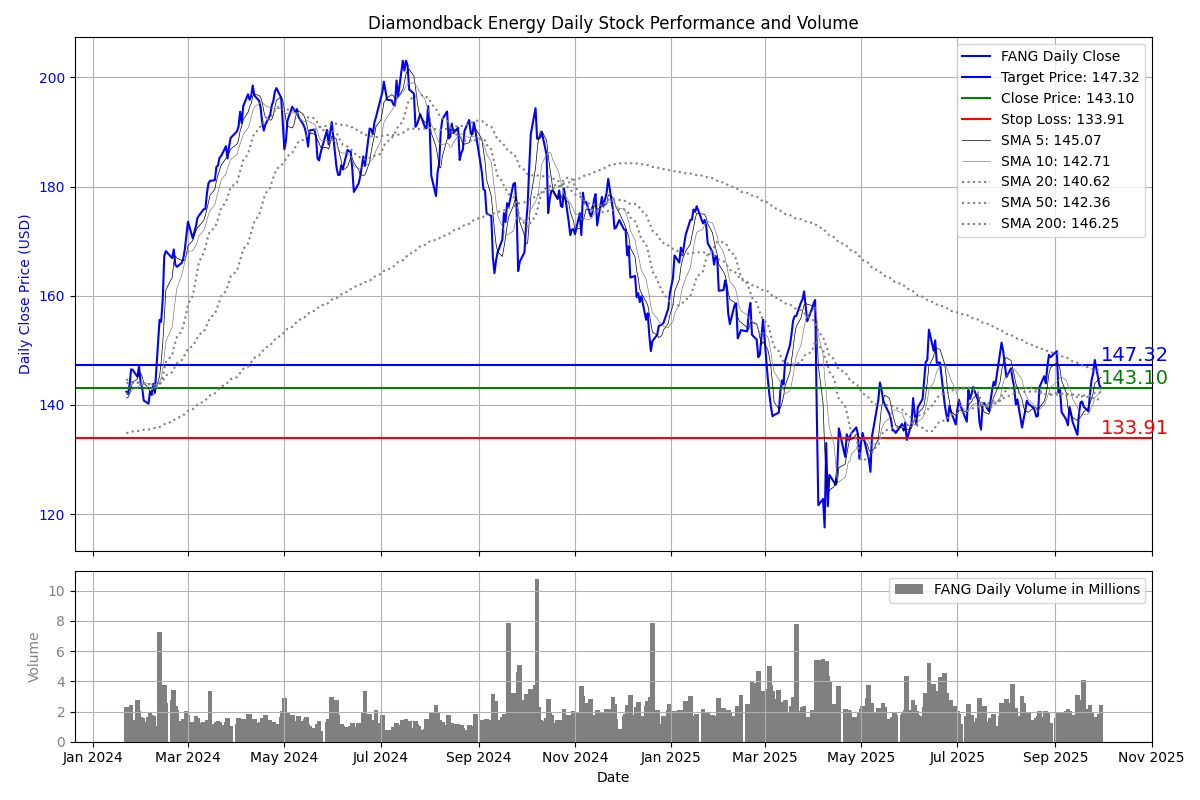 Diamondback Energy Daily Stock Performance and Volume
Daily Close Price (USD)
200
180
160
140
120
FANG Daily Close
Target Price: 147.32
Close Price: 143.10
Stop Loss: 133.91
SMA 5: 145.07
SMA 10: 142.71
SMA 20: 140.62
SMA 50: 142.36
SMA 200: 146.25
147.32
143.10
133.91
Volume
10
8
6
4
2
0
FANG Daily Volume in Millions
Jan 2024 Mar 2024 May 2024 Jul 2024 Sep 2024 Nov 2024 Jan 2025 Mar 2025 May 2025 Jul 2025 Sep 2025 Nov 2025
Date